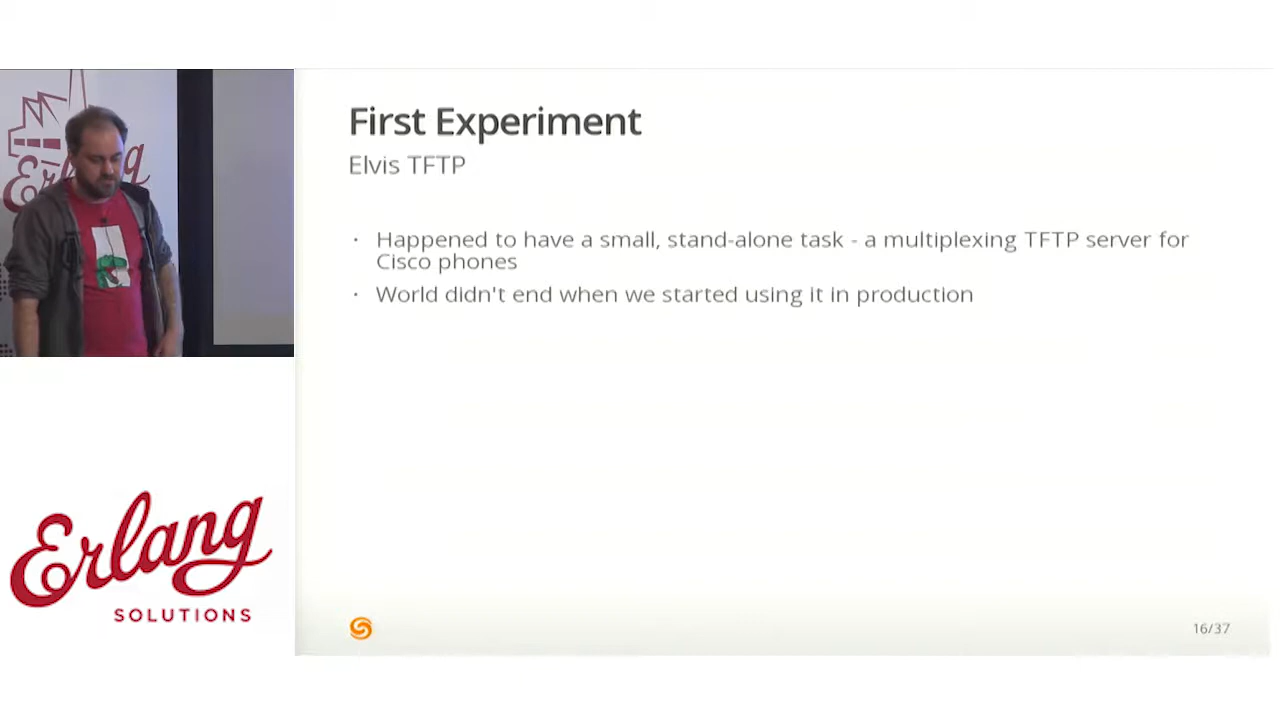 First Experiment
Elvis TFTP
· Happened to have a small, stand-alone task - a multiplexing TFTP server for
Cisco phones
· World didn't end when we started using it in production
Erlang
SOLUTIONS
16/37